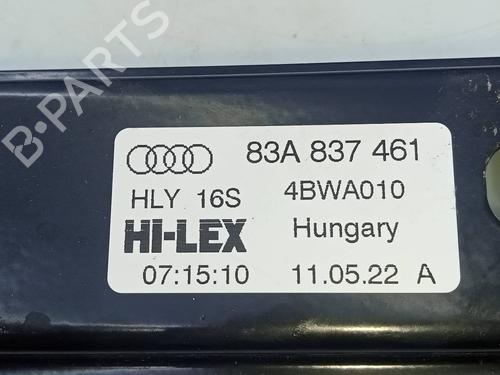 B-PARTS
83A 837 461
HLY 16S 4BWA010
HI-LEX Hungary
07:15:10 11.05.22 A